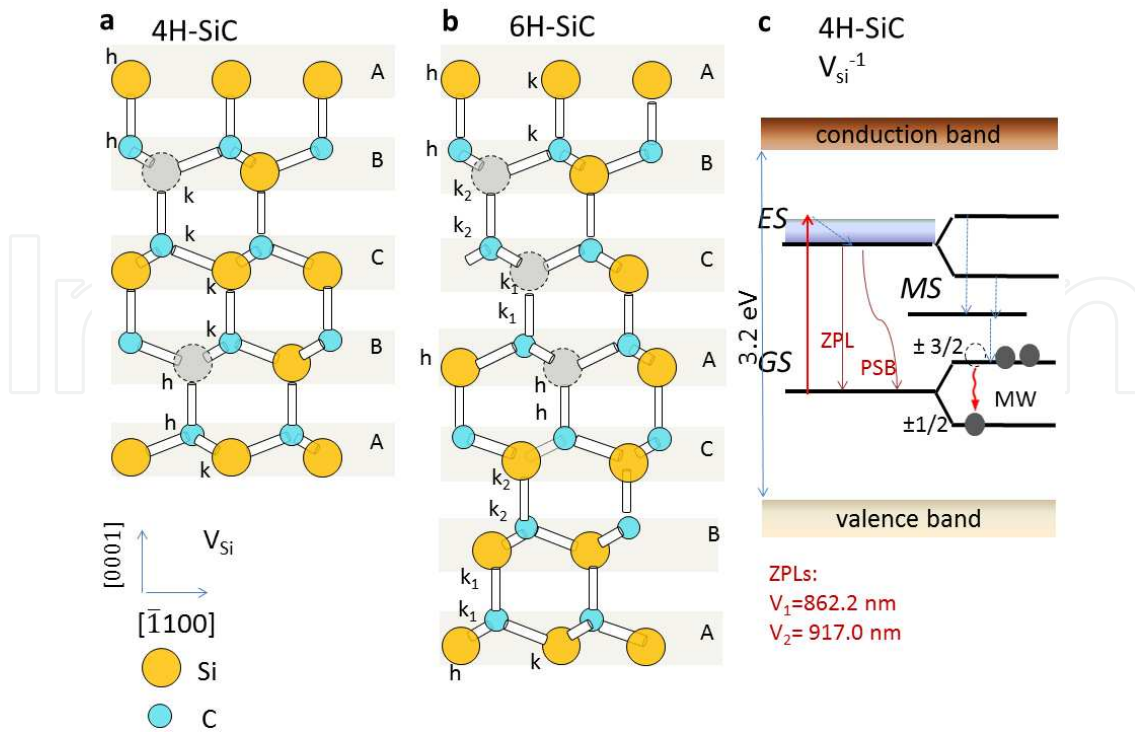 a
4H-SiC
h
A
h
B
k
k
C
k
k
B
h
h
A
k
[0001]
V_Si
[1̅100]
Si
C
b
6H-SiC
h
k
A
h
k
B
k₂
k₂
C
k₁
k₁
h
A
h
h
C
k₂
k₂
B
k₁
k₁
A
h
k
c
4H-SiC
V_si⁻¹
conduction band
ES
MS
3.2 eV
ZPL
PSB
± 3/2
GS
MW
±1/2
valence band
ZPLs:
V₁=862.2 nm
V₂= 917.0 nm